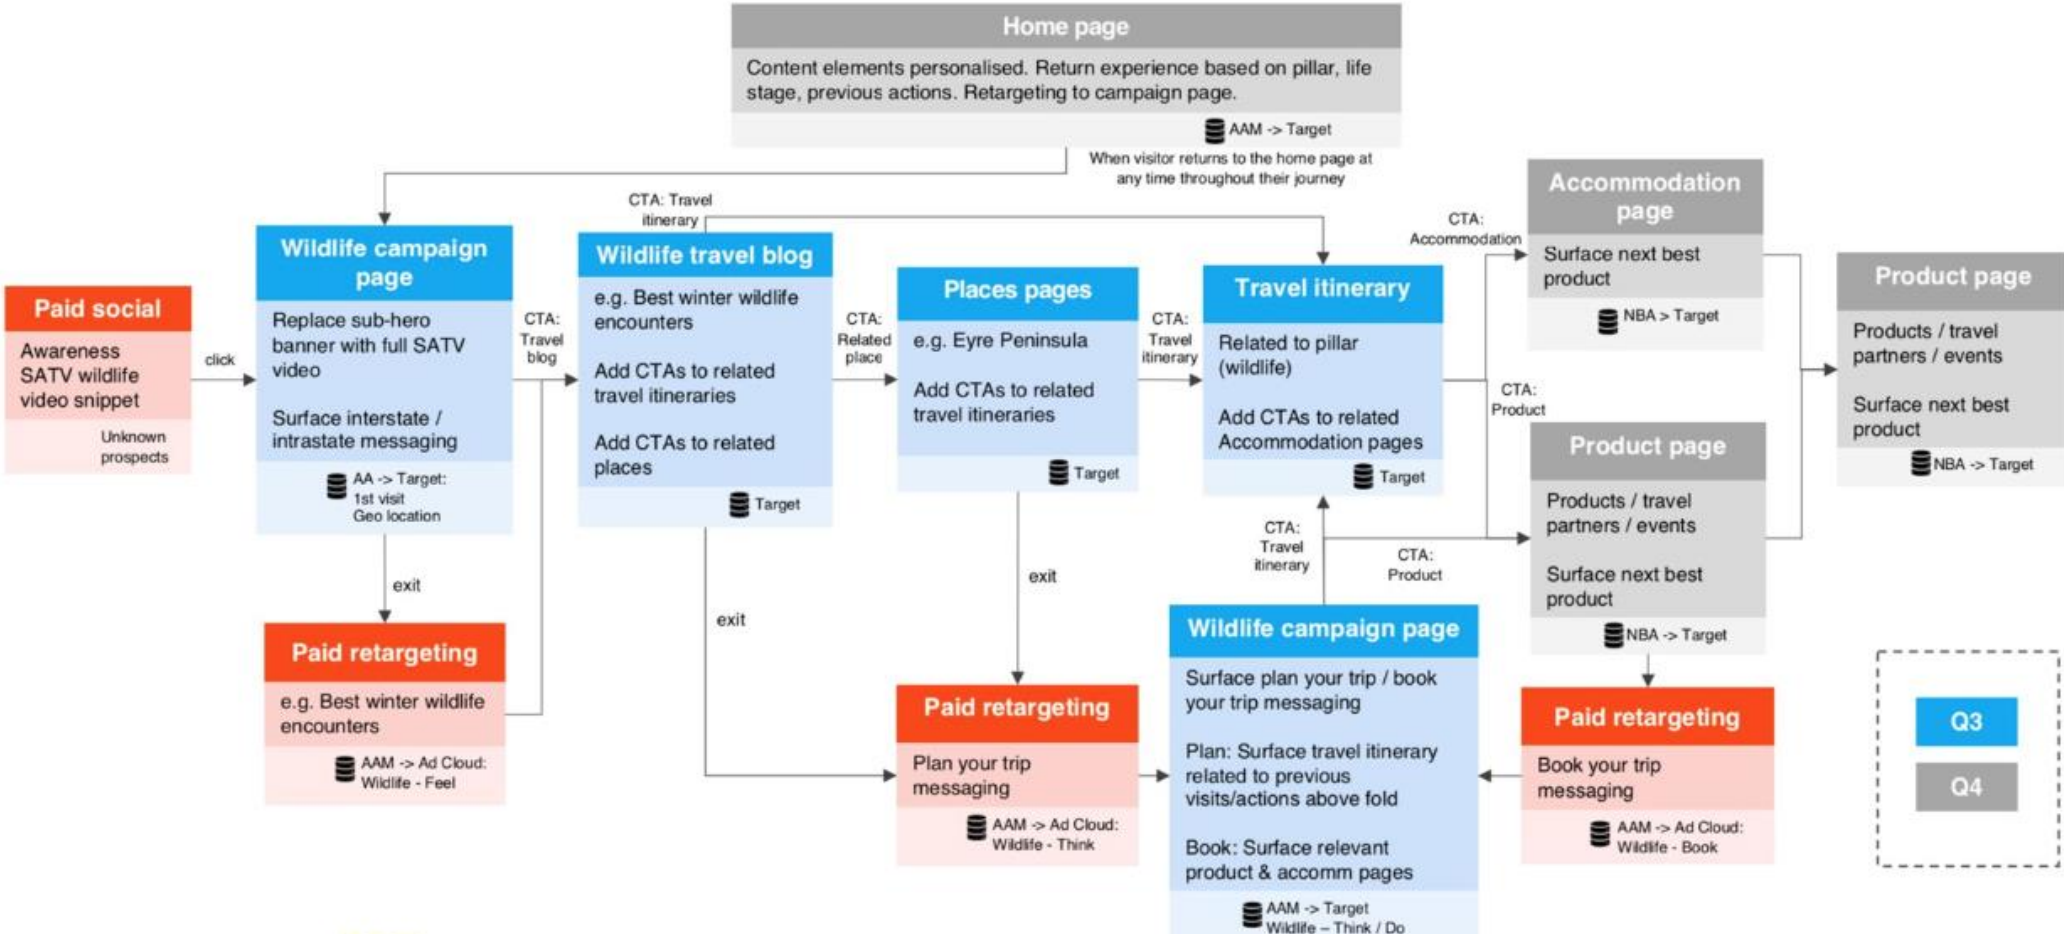 Home page
Content elements personalised. Return experience based on pillar, life
stage, previous actions. Retargeting to campaign page.
AAM -> Target
When visitor returns to the home page at
any time throughout their journey
Paid social
Awareness
SATV wildlife
video snippet
Unknown
prospects
click
Wildlife campaign
page
Replace sub-hero
banner with full SATV
video
Surface interstate /
intrastate messaging
AA -> Target:
1st visit
Geo location
exit
CTA:
Travel
blog
Paid retargeting
e.g. Best winter wildlife
encounters
AAM -> Ad Cloud:
Wildlife - Feel
CTA: Travel
itinerary
Wildlife travel blog
e.g. Best winter wildlife
encounters
Add CTAs to related
travel itineraries
Add CTAs to related
places
Target
exit
CTA:
Related
place
Places pages
e.g. Eyre Peninsula
Add CTAs to related
travel itineraries
Target
exit
CTA:
Travel
itinerary
Travel itinerary
Related to pillar
(wildlife)
Add CTAs to related
Accommodation pages
Target
CTA:
Accommodation
CTA:
Product
Accommodation
page
Surface next best
product
NBA > Target
Product page
Products / travel
partners / events
Surface next best
product
NBA -> Target
Product page
Products / travel
partners / events
Surface next best
product
NBA -> Target
CTA:
Travel
itinerary
CTA:
Product
Paid retargeting
Plan your trip
messaging
AAM -> Ad Cloud:
Wildlife - Think
Wildlife campaign page
Surface plan your trip / book
your trip messaging
Plan: Surface travel itinerary
related to previous
visits/actions above fold
Book: Surface relevant
product & accomm pages
AAM -> Target
Wildlife – Think / Do
Paid retargeting
Book your trip
messaging
AAM -> Ad Cloud:
Wildlife - Book
Q3
Q4